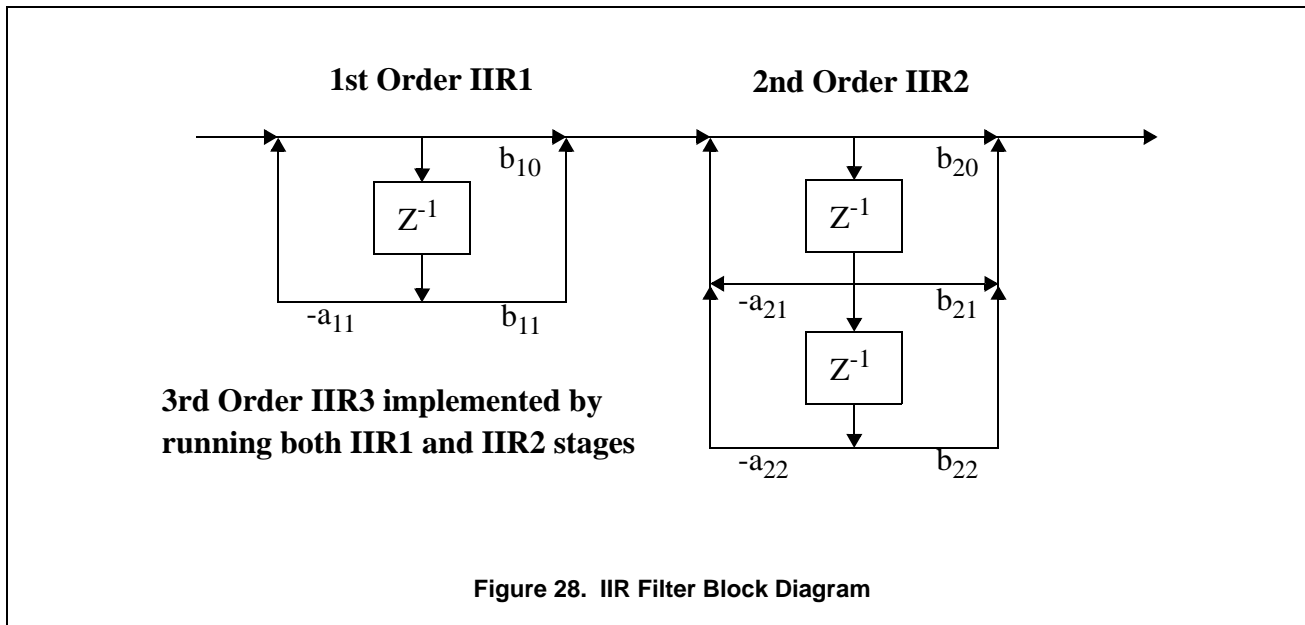 1st Order IIR1
2nd Order IIR2
b10
b20
Z-1
Z-1
-a11
b11
-a21
b21
Z-1
3rd Order IIR3 implemented by
running both IIR1 and IIR2 stages
-a22
b22
Figure 28. IIR Filter Block Diagram